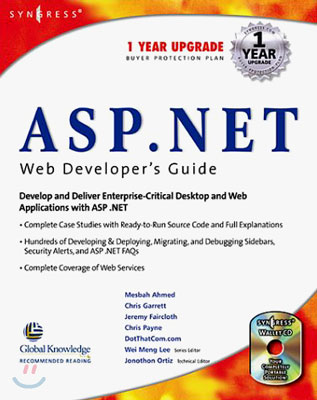 SYNGRESS®
1 YEAR UPGRADE
BUYER PROTECTION PLAN
1
YEAR
UPGRADE
ASP.NET
Web Developer's Guide
Develop and Deliver Enterprise-Critical Desktop and Web
Applications with ASP .NET
• Complete Case Studies with Ready-to-Run Source Code and Full Explanations
• Hundreds of Developing & Deploying, Migrating, and Debugging Sidebars,
Security Alerts, and ASP .NET FAQs
• Complete Coverage of Web Services
Mesbah Ahmed
Chris Garrett
Jeremy Faircloth
Chris Payne
DotThatCom.com
Wei Meng Lee Series Editor
Jonothon Ortiz Technical Editor
Global Knowledge
RECOMMENDED READING
SYNGRESS
WALLET CD
YOUR
COMPLETELY
PORTABLE
SOLUTION!